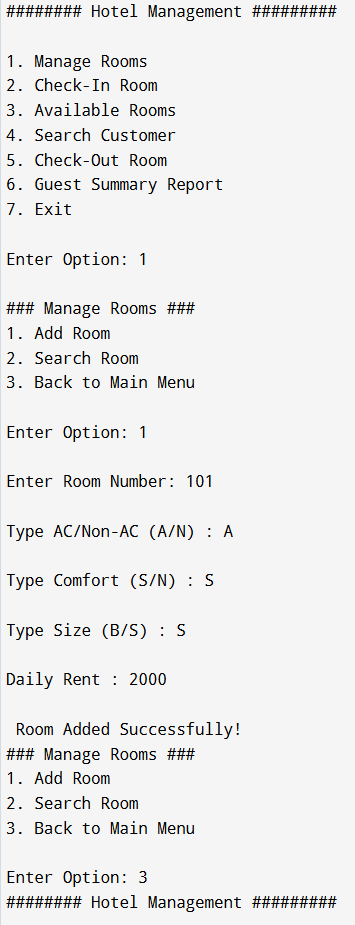 ######## Hotel Management #########
1. Manage Rooms
2. Check-In Room
3. Available Rooms
4. Search Customer
5. Check-Out Room
6. Guest Summary Report
7. Exit
Enter Option: 1
### Manage Rooms ###
1. Add Room
2. Search Room
3. Back to Main Menu
Enter Option: 1
Enter Room Number: 101
Type AC/Non-AC (A/N) : A
Type Comfort (S/N) : S
Type Size (B/S) : S
Daily Rent : 2000
Room Added Successfully!
### Manage Rooms ###
1. Add Room
2. Search Room
3. Back to Main Menu
Enter Option: 3
######## Hotel Management #########